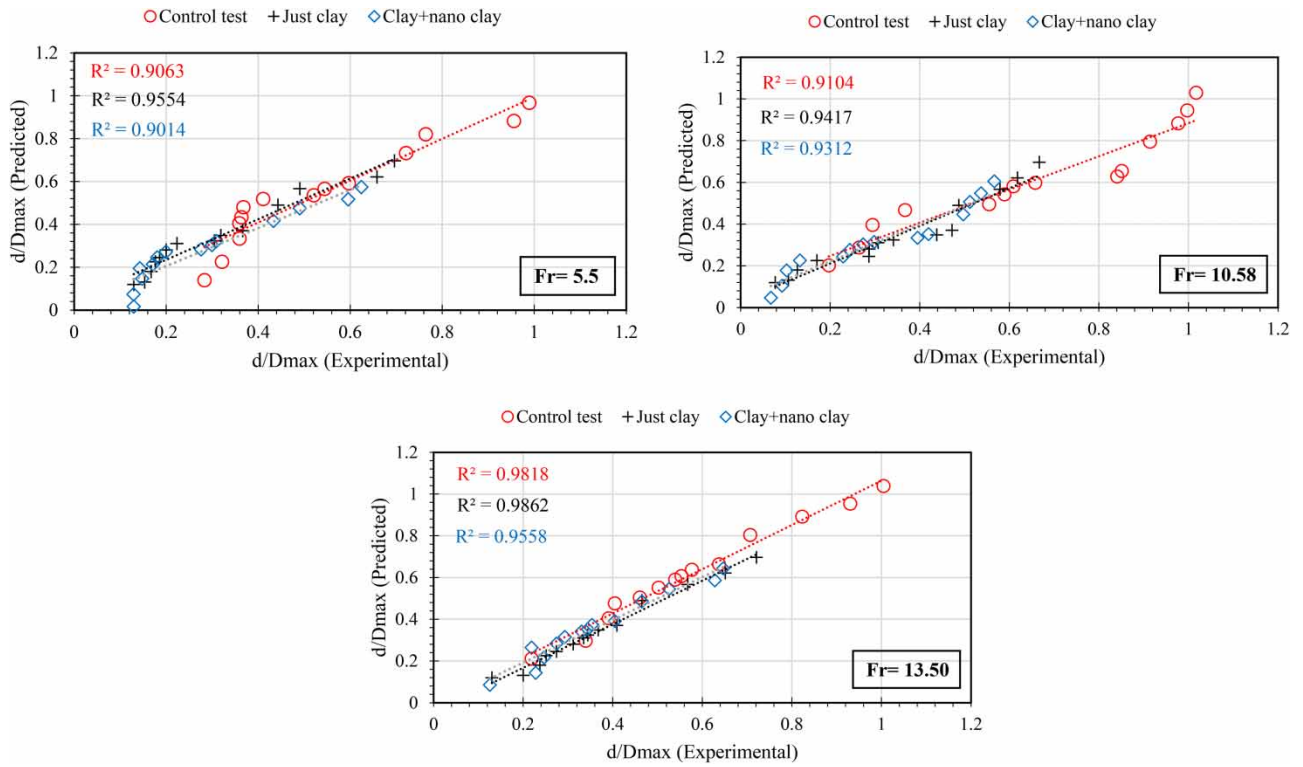 Control test Just clay Clay+nano clay
1.2
R² = 0.9063
1
R² = 0.9554
0.8
R² = 0.9014
0.6
0.4
0.2
0
d/Dmax (Predicted)
Fr= 5.5
0 0.2 0.4 0.6 0.8 1 1.2
d/Dmax (Experimental)
Control test Just clay Clay+nano clay
1.2
R² = 0.9104
1
R² = 0.9417
0.8
R² = 0.9312
0.6
0.4
0.2
0
d/Dmax (Predicted)
Fr= 10.58
0 0.2 0.4 0.6 0.8 1 1.2
d/Dmax (Experimental)
Control test Just clay Clay+nano clay
1.2
R² = 0.9818
1
R² = 0.9862
0.8
R² = 0.9558
0.6
0.4
0.2
0
d/Dmax (Predicted)
Fr= 13.50
0 0.2 0.4 0.6 0.8 1 1.2
d/Dmax (Experimental)